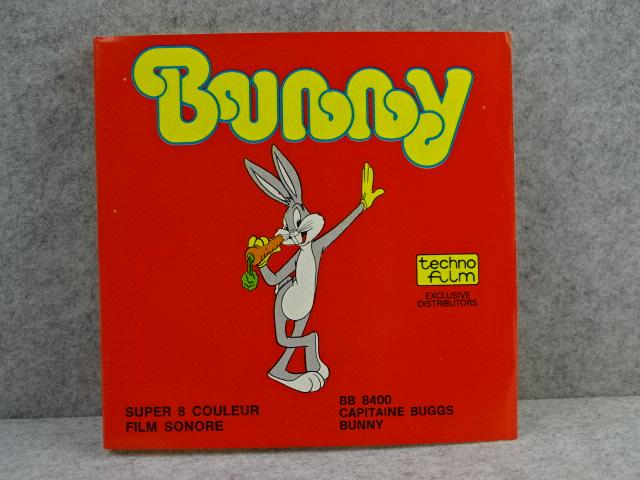 Bunny
techno
film
EXCLUSIVE
DISTRIBUTORS
SUPER 8 COULEUR
FILM SONORE
BB 8400
CAPITAINE BUGGS
BUNNY